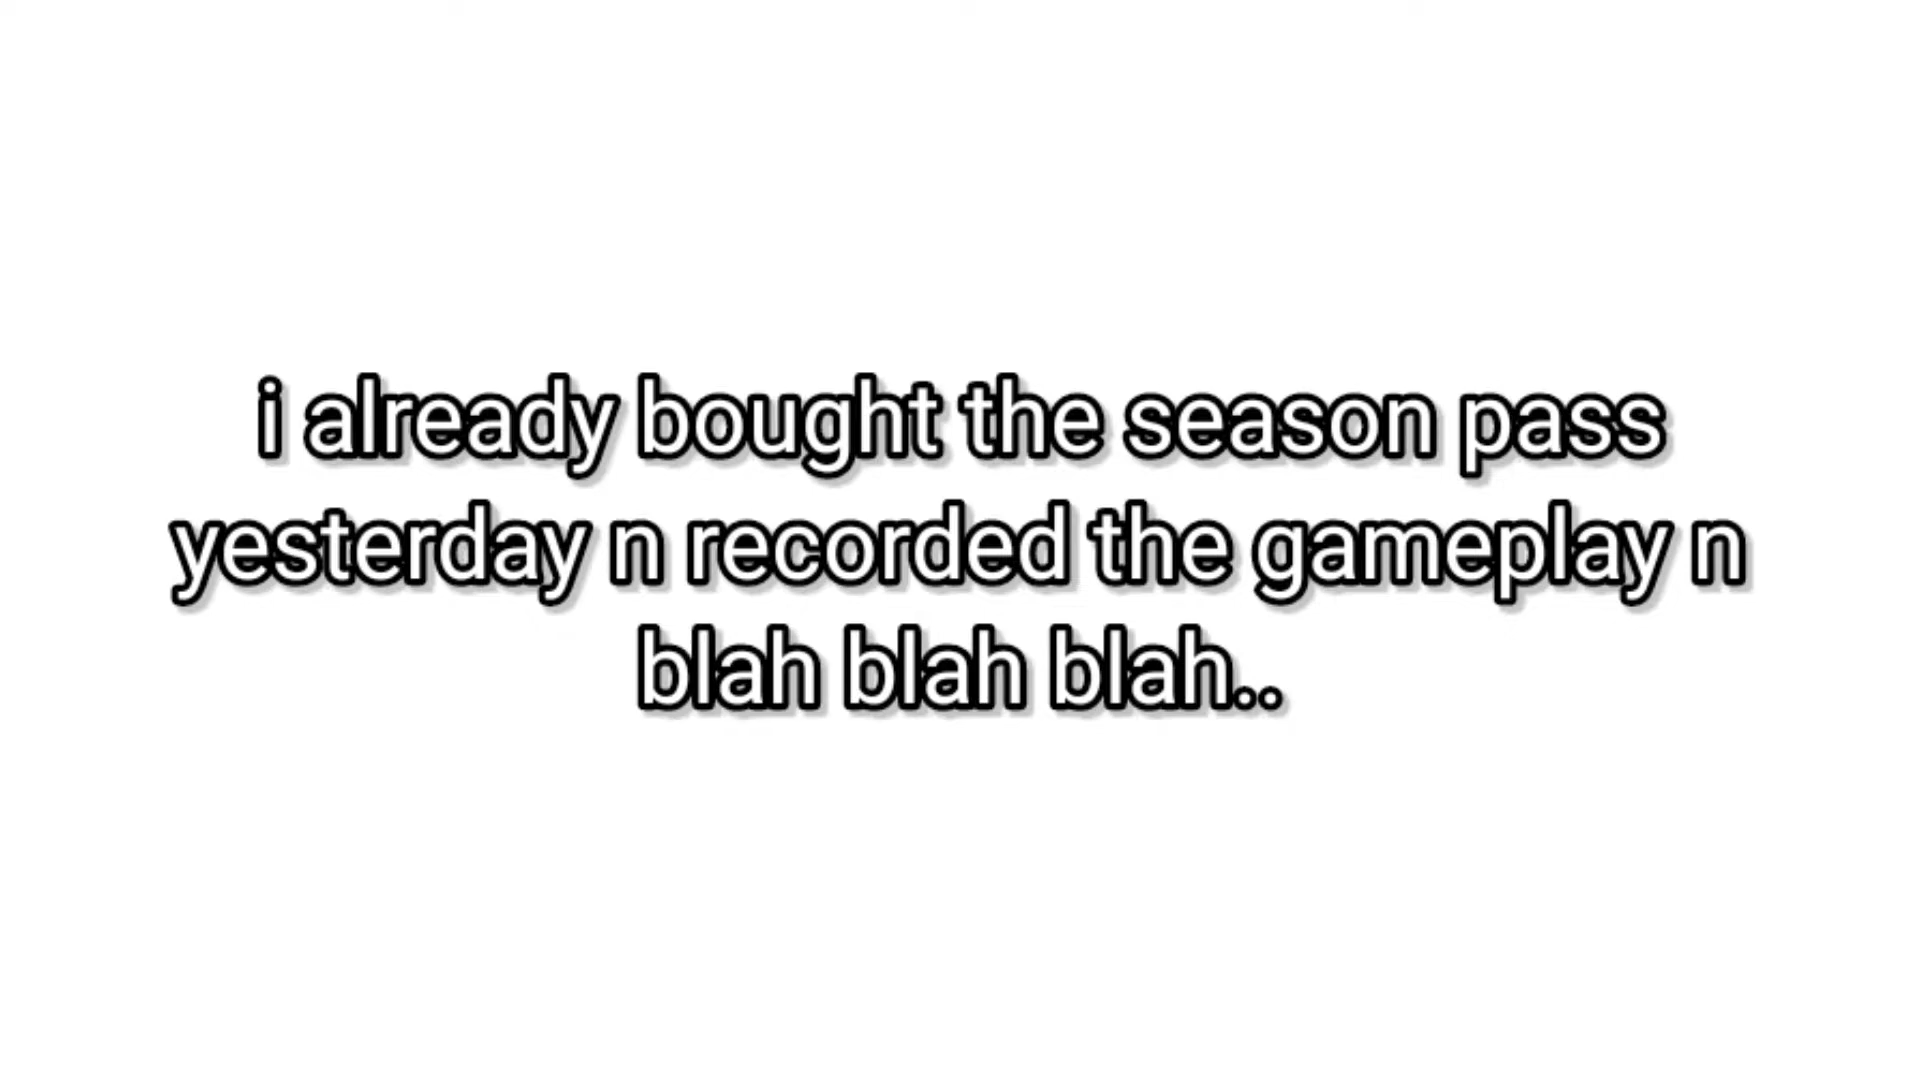 i already bought the season pass
yesterday n recorded the gameplay n
blah blah blah..